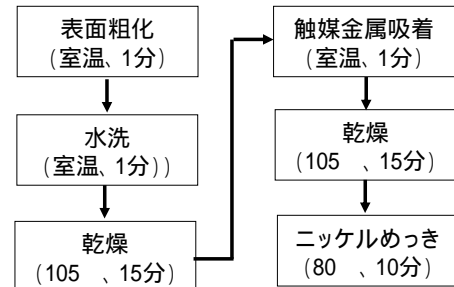 表面粗化
(室温、1分)
水洗
(室温、1分))
乾燥
(105　、15分)
触媒金属吸着
(室温、1分)
乾燥
(105　、15分)
ニッケルめっき
(80　、10分)